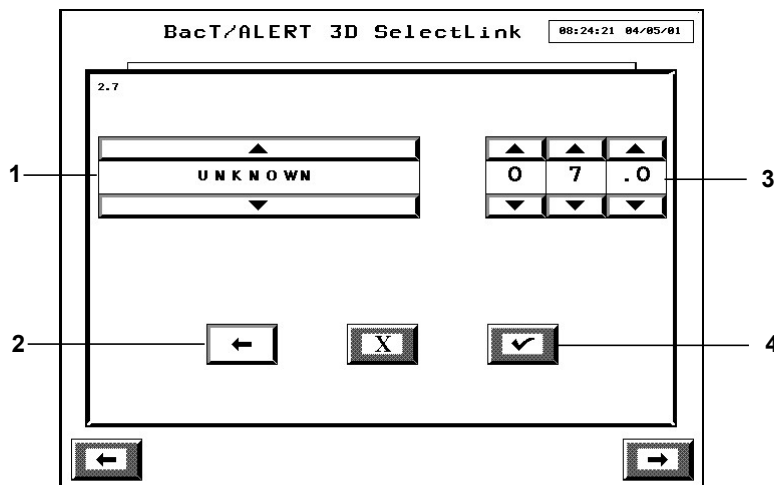 BacT/ALERT 3D SelectLink 08:24:21 04/05/01
2.7
1 UNKNOWN 0 7 .0 3
2 X 4